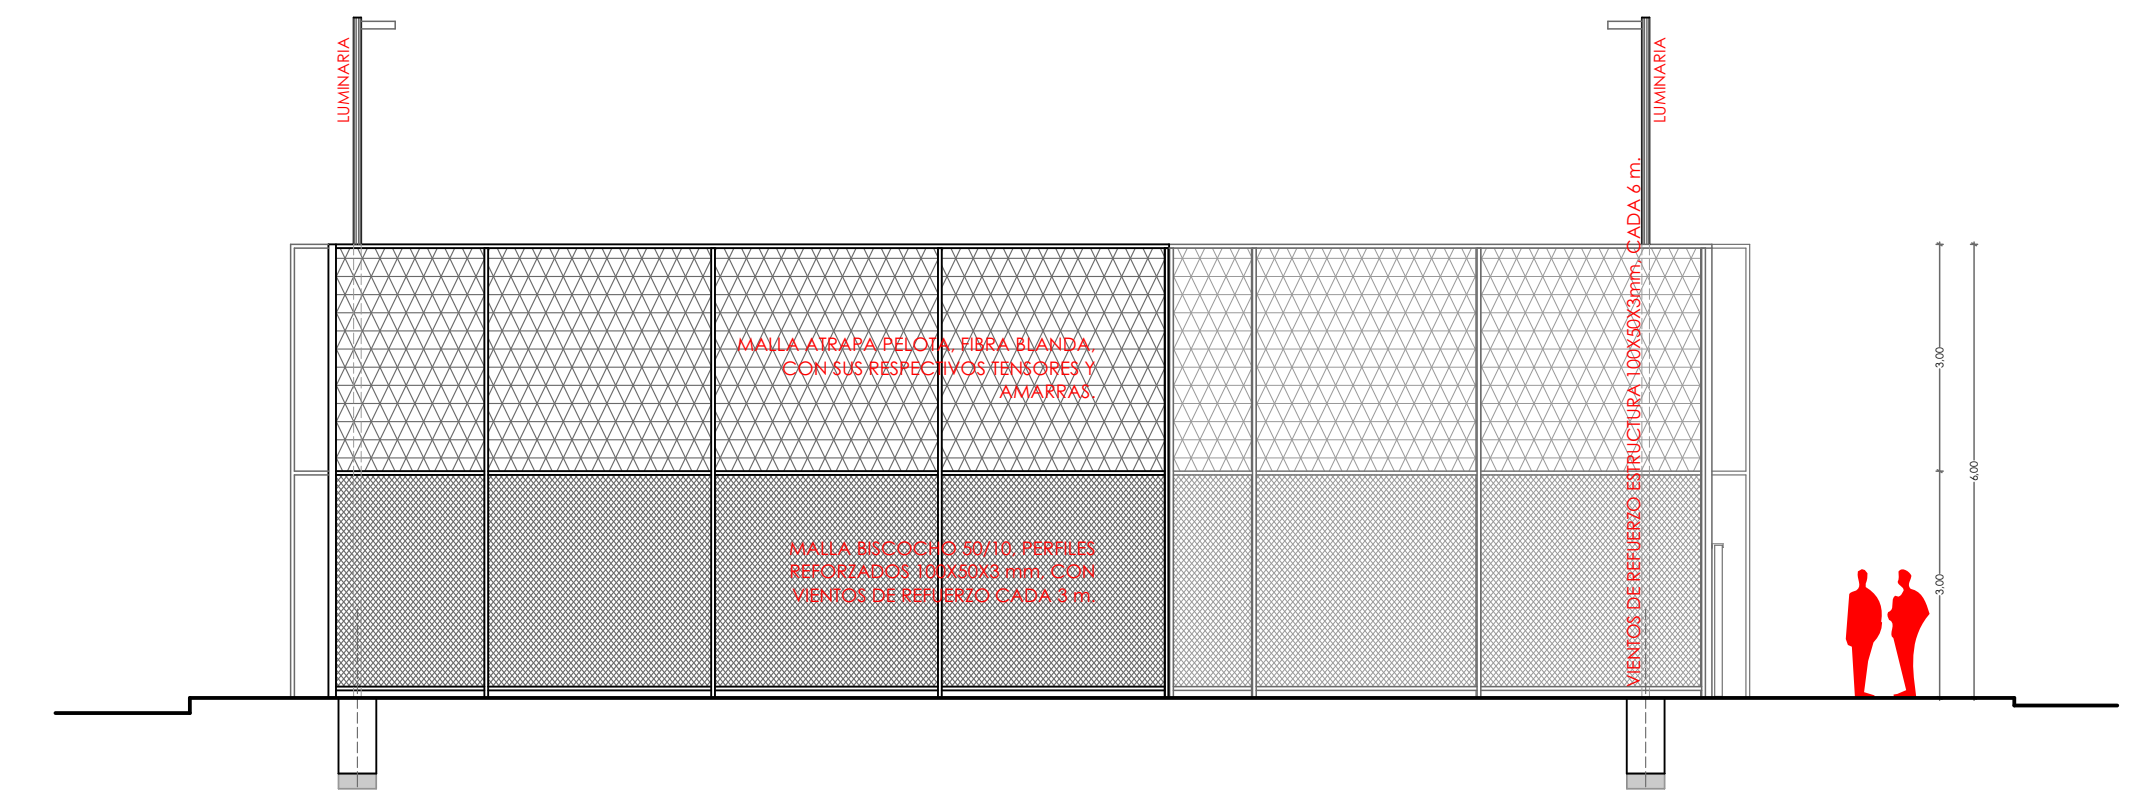 LUMINARIA
LUMINARIA
VIENTOS DE REFUERZO ESTRUCTURA 100X50X3mm, CADA 6 m.
MALLA ATRAPA PELOTA, FIBRA BLANDA,
CON SUS RESPECTIVOS TENSORES Y
AMARRAS.
MALLA BISCOCHO 50/10, PERFILES
REFORZADOS 100X50X3 mm, CON
VIENTOS DE REFUERZO CADA 3 m.
3.00
6.00
3.00